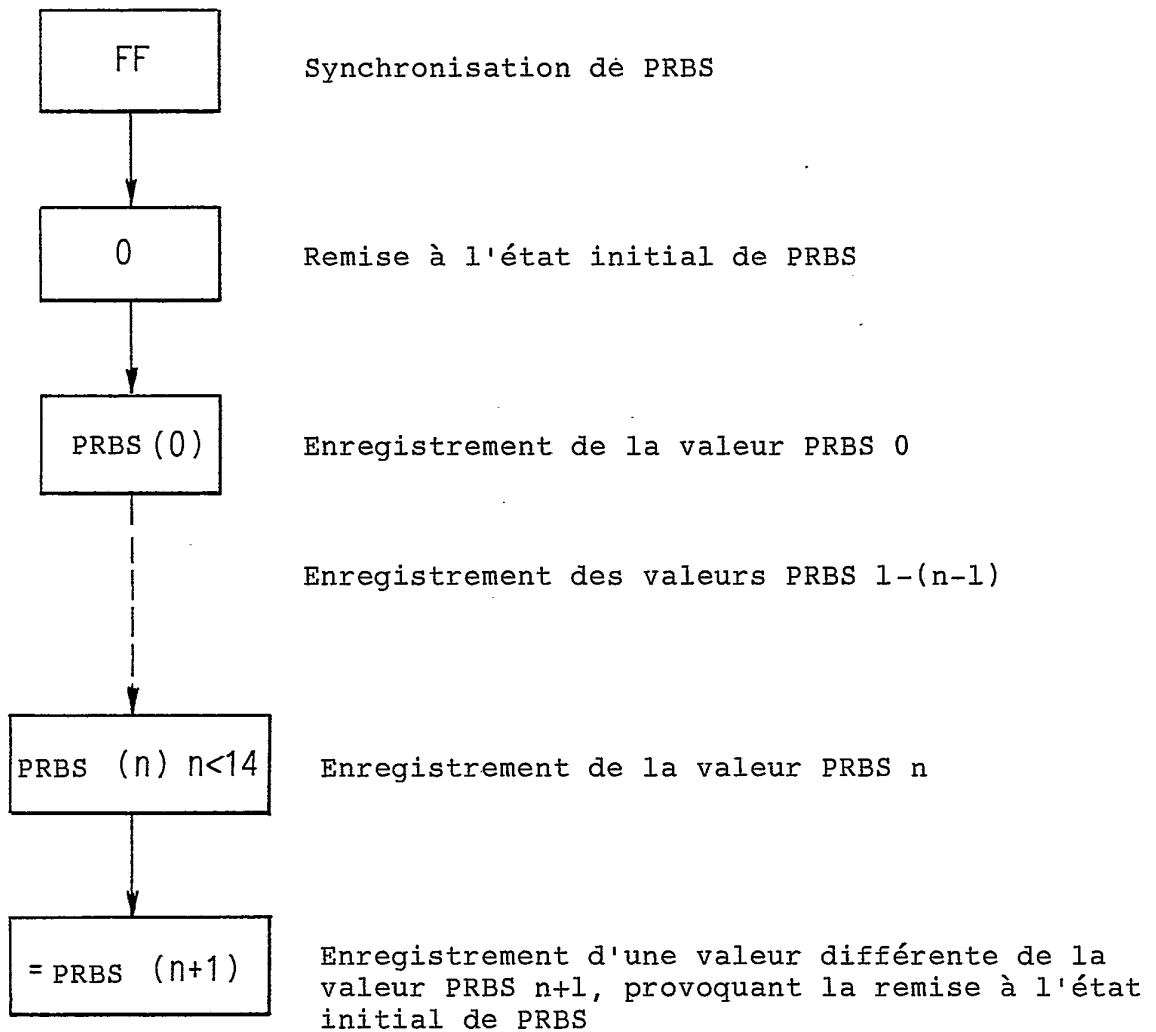 FF
Synchronisation de PRBS
0
Remise à l'état initial de PRBS
PRBS (0)
Enregistrement de la valeur PRBS 0
Enregistrement des valeurs PRBS 1-(n-1)
PRBS (n) n<14
Enregistrement de la valeur PRBS n
= PRBS (n+1)
Enregistrement d'une valeur différente de la
valeur PRBS n+1, provoquant la remise à l'état
initial de PRBS